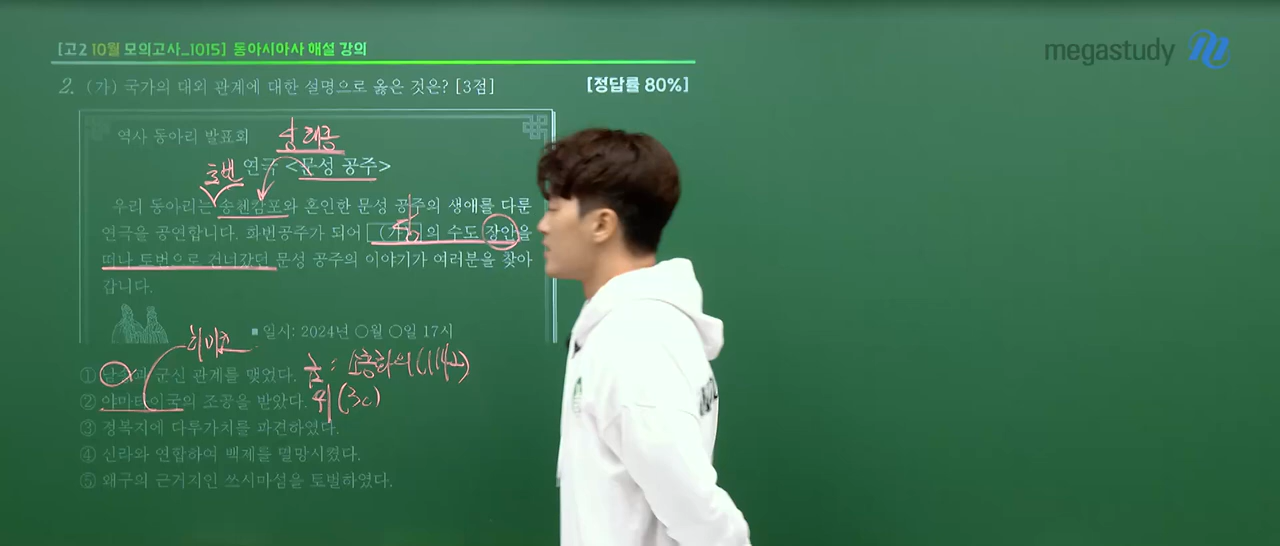 [고2 10월 모의고사_1015] 동아시아사 해설 강의
megastudy
2. (가) 국가의 대외 관계에 대한 설명으로 옳은 것은? [3점]
[정답률 80%]
역사 동아리 발표회
당 태종
토번
연극 <문성 공주>
우리 동아리는 송첸캄포와 혼인한 문성 공주의 생애를 다룬
연극을 공연합니다. 화번공주가 되어 (가) 의 수도 장안을
당
떠나 토번으로 건너갔던 문성 공주의 이야기가 여러분을 찾아
갑니다.
■ 일시: 2024년 ○월 ○일 17시
히미코
① 남송과 군신 관계를 맺었다.
금 : 소흥화의(1142)
② 야마타이국의 조공을 받았다.
위(3C)
③ 정복지에 다루가치를 파견하였다.
④ 신라와 연합하여 백제를 멸망시켰다.
⑤ 왜구의 근거지인 쓰시마섬을 토벌하였다.